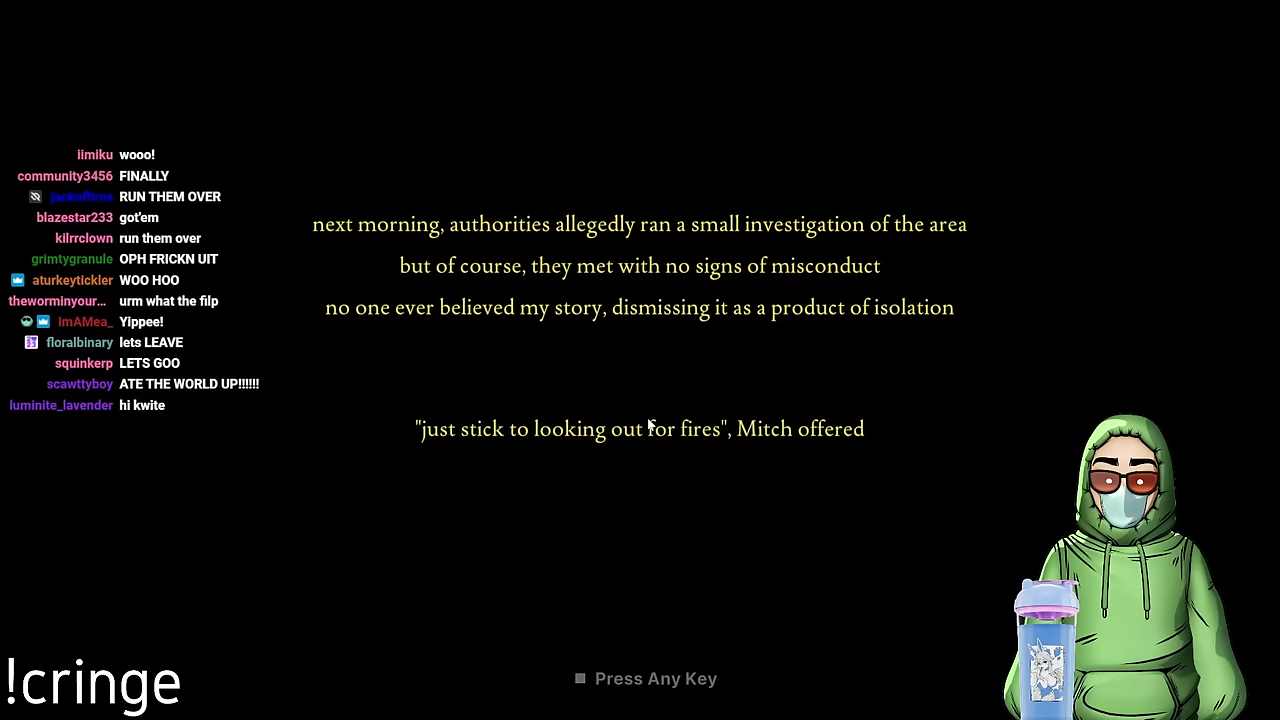 iimiku wooo!
community3456 FINALLY
jackoffims RUN THEM OVER
blazestar233 got'em
kilrrclown run them over
grimtygranule OPH FRICKN UIT
aturkeytickler WOO HOO
theworminyour... urm what the filp
ImAMea_ Yippee!
floralbinary lets LEAVE
squinkerp LETS GOO
scawttyboy ATE THE WORLD UP!!!!!!
luminite_lavender hi kwite
next morning, authorities allegedly ran a small investigation of the area
but of course, they met with no signs of misconduct
no one ever believed my story, dismissing it as a product of isolation
"just stick to looking out for fires", Mitch offered
Press Any Key
!cringe